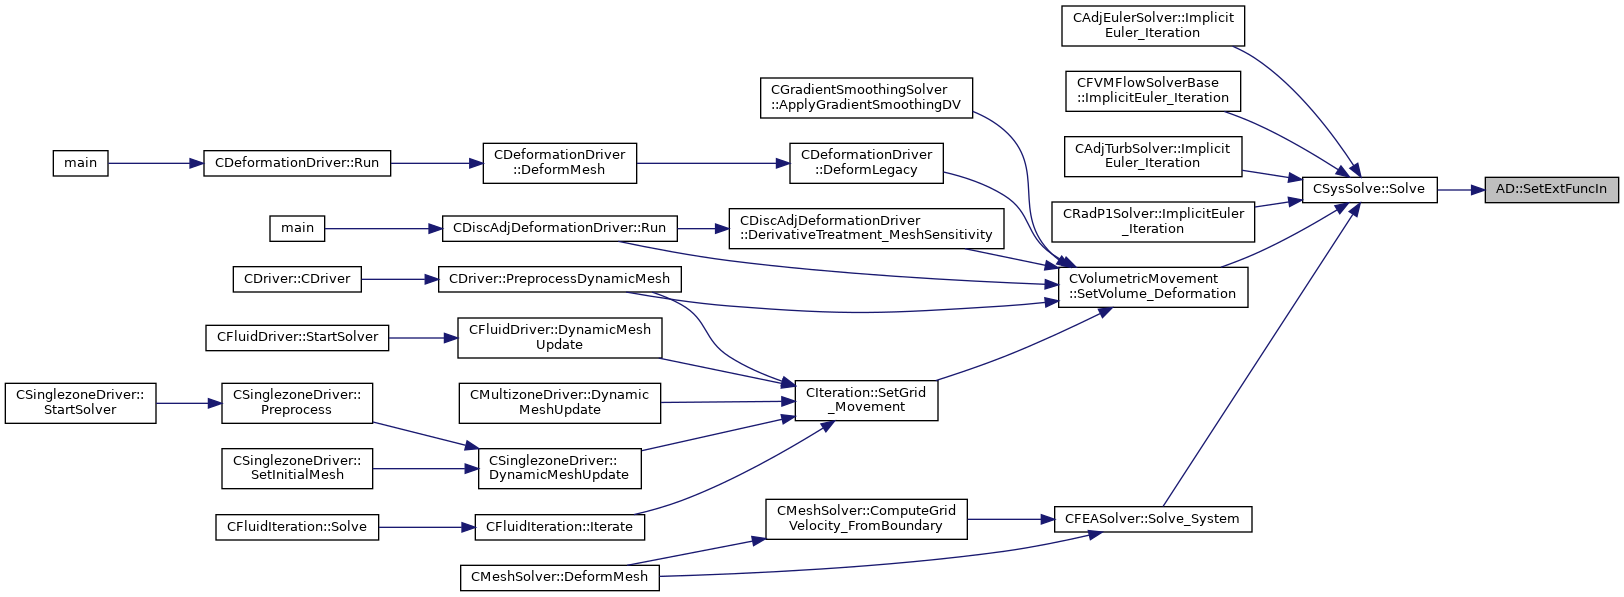 CAdjEulerSolver::Implicit
Euler_Iteration
CFVMFlowSolverBase
::ImplicitEuler_Iteration
CGradientSmoothingSolver
::ApplyGradientSmoothingDV
main
CDeformationDriver::Run
CDeformationDriver
::DeformMesh
CDeformationDriver
::DeformLegacy
CAdjTurbSolver::Implicit
Euler_Iteration
CSysSolve::Solve
AD::SetExtFuncIn
CRadP1Solver::ImplicitEuler
_Iteration
main
CDiscAdjDeformationDriver::Run
CDiscAdjDeformationDriver
::DerivativeTreatment_MeshSensitivity
CDriver::CDriver
CDriver::PreprocessDynamicMesh
CVolumetricMovement
::SetVolume_Deformation
CFluidDriver::StartSolver
CFluidDriver::DynamicMesh
Update
CSinglezoneDriver::
StartSolver
CSinglezoneDriver::
Preprocess
CMultizoneDriver::Dynamic
MeshUpdate
CIteration::SetGrid
_Movement
CSinglezoneDriver::
SetInitialMesh
CSinglezoneDriver::
DynamicMeshUpdate
CFluidIteration::Solve
CFluidIteration::Iterate
CMeshSolver::ComputeGrid
Velocity_FromBoundary
CFEASolver::Solve_System
CMeshSolver::DeformMesh